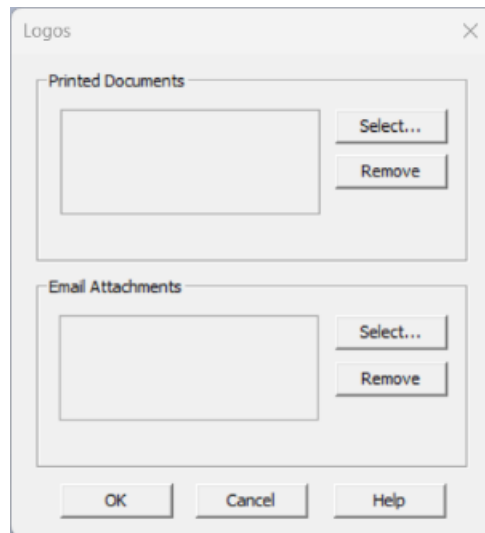 Logos
Printed Documents
Select...
Remove
Email Attachments
Select...
Remove
OK Cancel Help